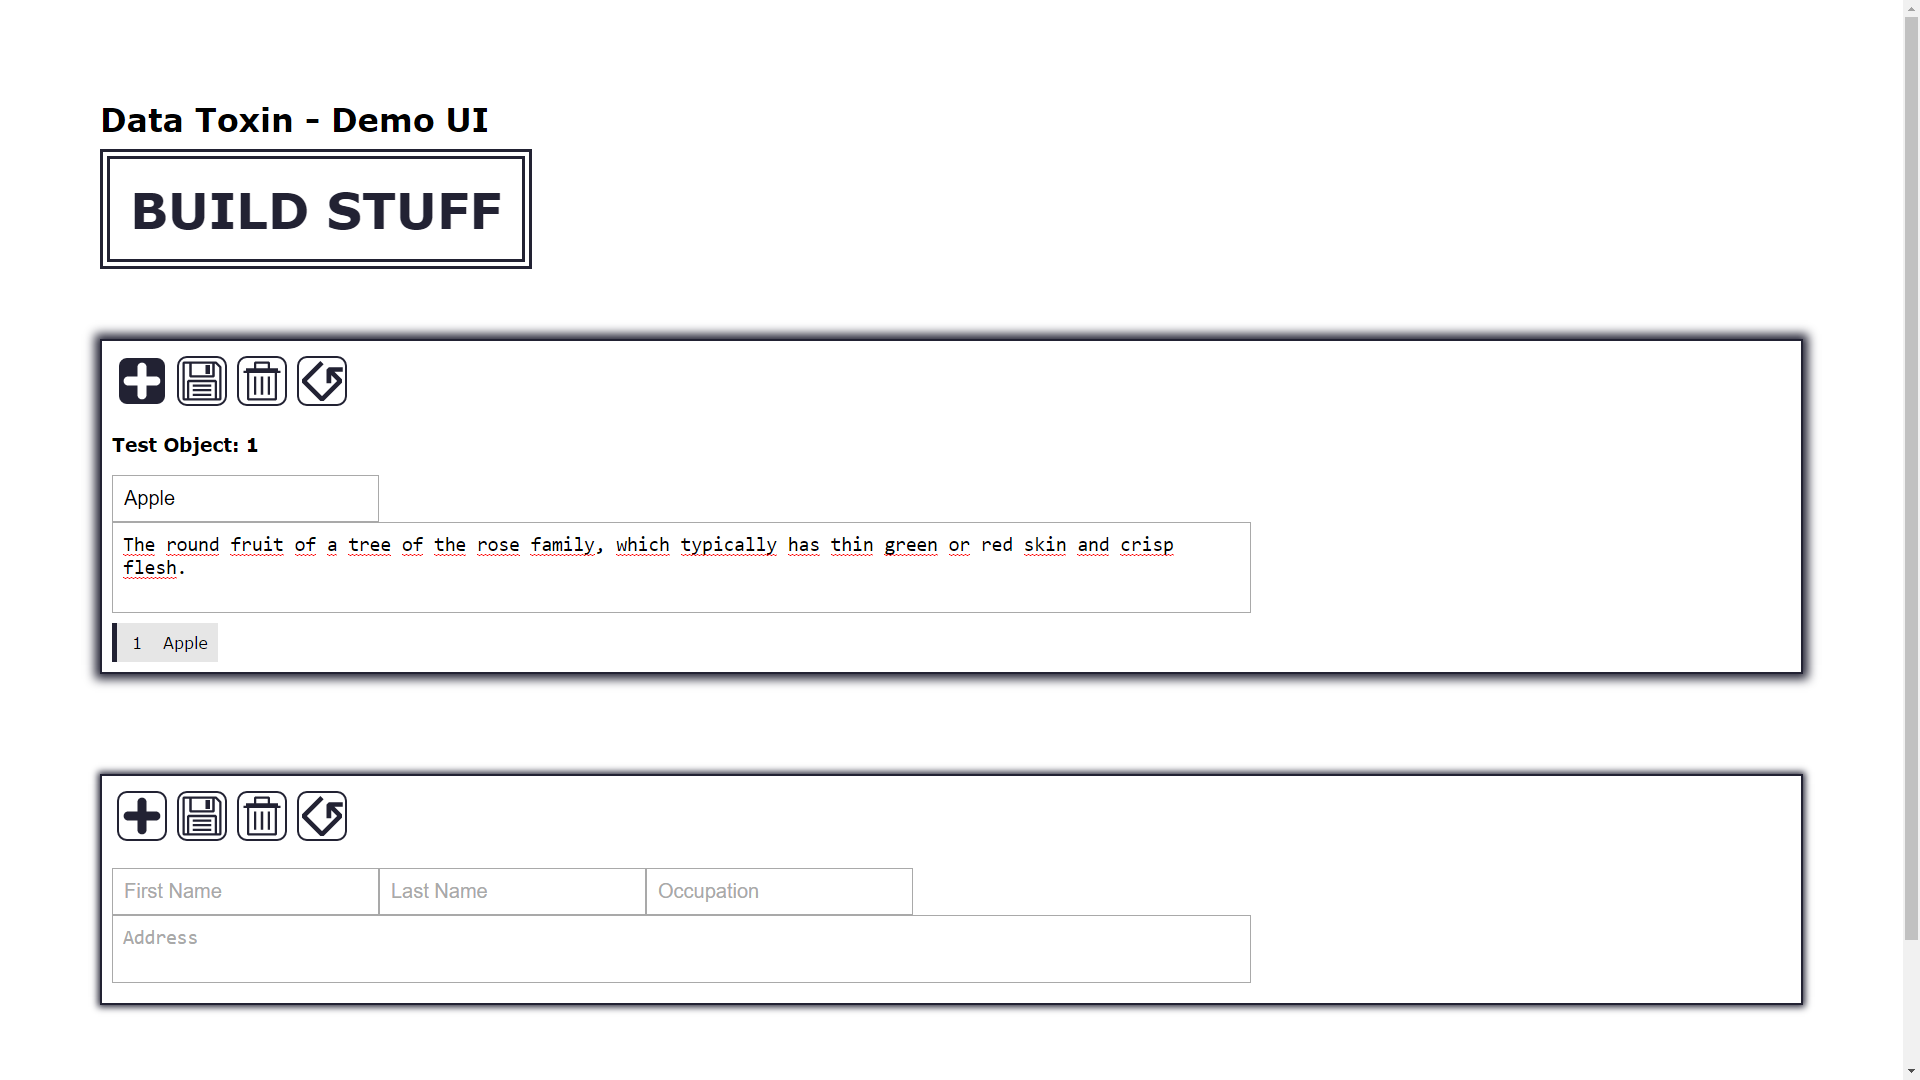 Data Toxin - Demo UI
BUILD STUFF
Test Object: 1
Apple
The round fruit of a tree of the rose family, which typically has thin green or red skin and crisp
flesh.
1 Apple
First Name Last Name Occupation
Address